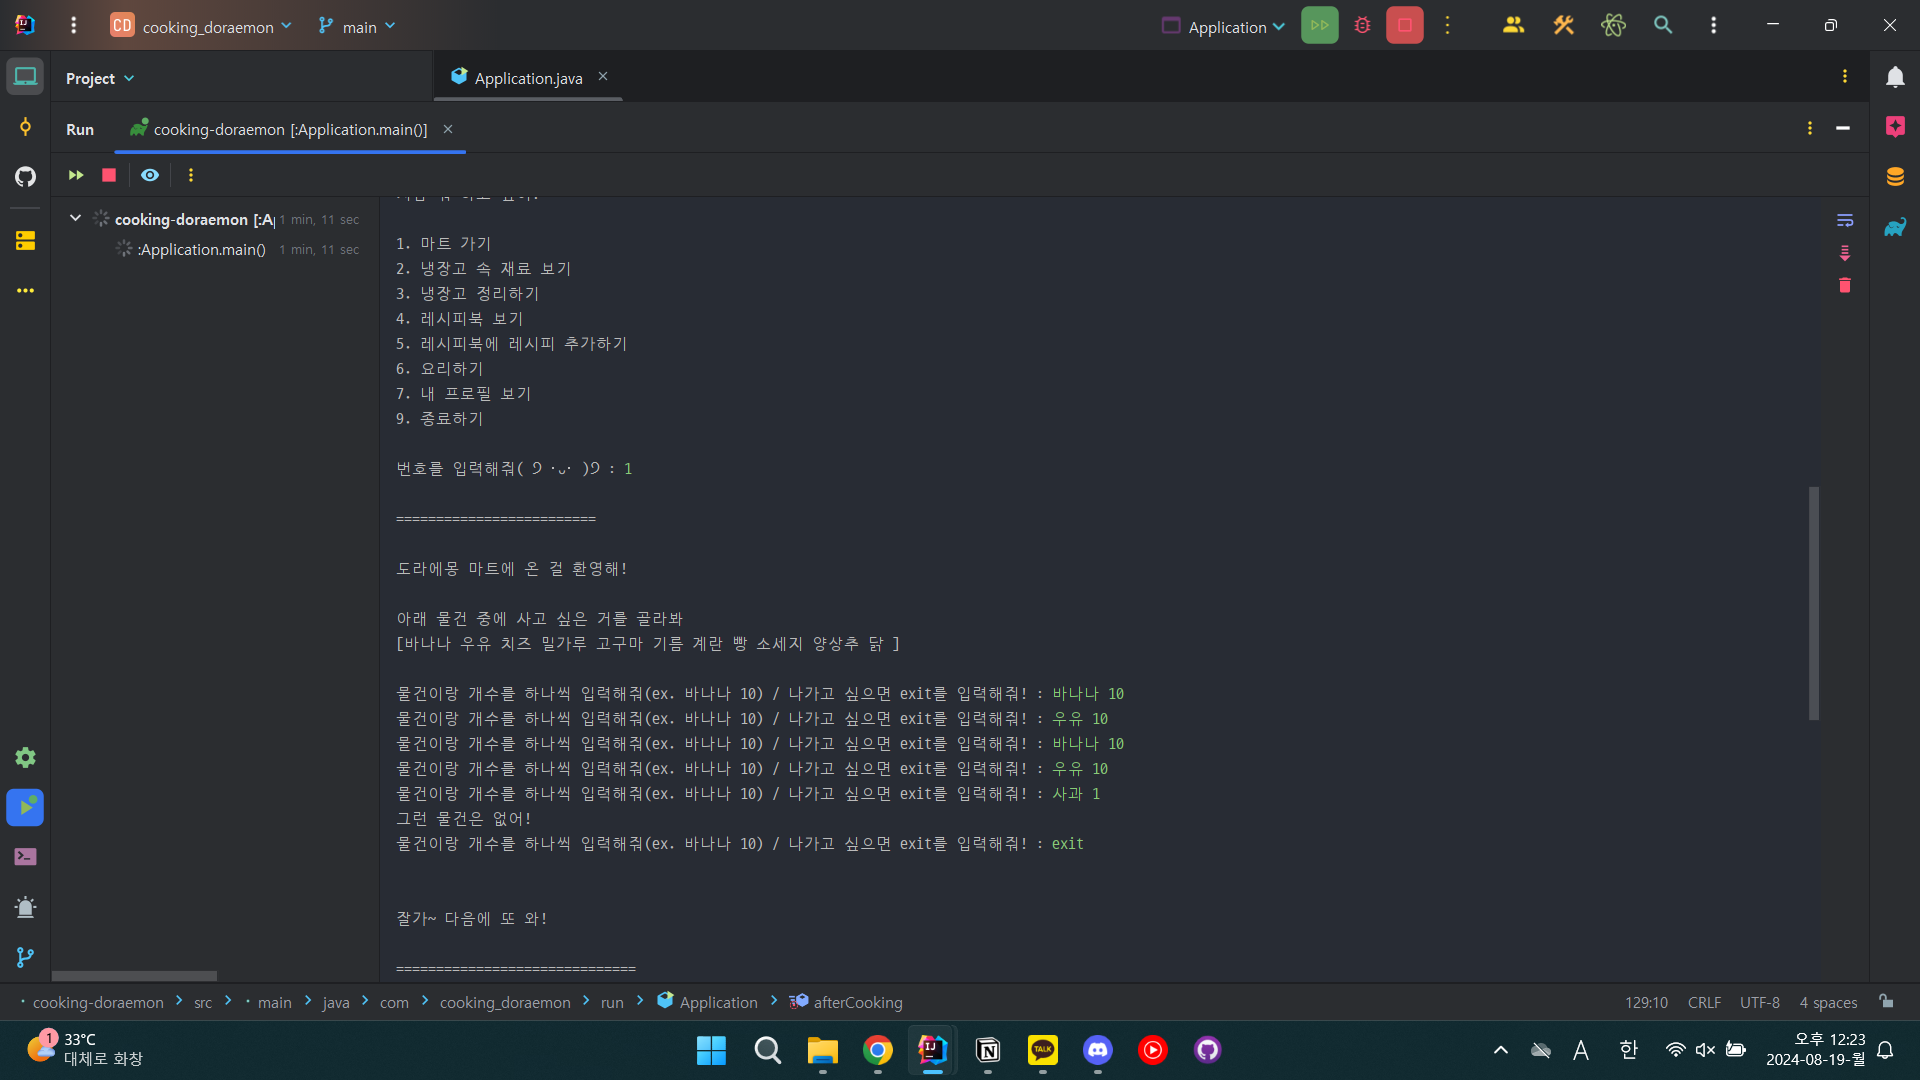 CD cooking_doraemon main Application
Project Application.java
Run cooking-doraemon [:Application.main()]
cooking-doraemon [:A 1 min, 11 sec
:Application.main() 1 min, 11 sec
1. 마트 가기
2. 냉장고 속 재료 보기
3. 냉장고 정리하기
4. 레시피북 보기
5. 레시피북에 레시피 추가하기
6. 요리하기
7. 내 프로필 보기
9. 종료하기
번호를 입력해줘( ᘐ ·ᴗ· )ᘐ : 1
=========================
도라에몽 마트에 온 걸 환영해!
아래 물건 중에 사고 싶은 거를 골라봐
[바나나 우유 치즈 밀가루 고구마 기름 계란 빵 소세지 양상추 닭 ]
물건이랑 개수를 하나씩 입력해줘(ex. 바나나 10) / 나가고 싶으면 exit를 입력해줘! : 바나나 10
물건이랑 개수를 하나씩 입력해줘(ex. 바나나 10) / 나가고 싶으면 exit를 입력해줘! : 우유 10
물건이랑 개수를 하나씩 입력해줘(ex. 바나나 10) / 나가고 싶으면 exit를 입력해줘! : 바나나 10
물건이랑 개수를 하나씩 입력해줘(ex. 바나나 10) / 나가고 싶으면 exit를 입력해줘! : 우유 10
물건이랑 개수를 하나씩 입력해줘(ex. 바나나 10) / 나가고 싶으면 exit를 입력해줘! : 사과 1
그런 물건은 없어!
물건이랑 개수를 하나씩 입력해줘(ex. 바나나 10) / 나가고 싶으면 exit를 입력해줘! : exit
잘가~ 다음에 또 와!
==============================
cooking-doraemon > src > main > java > com > cooking_doraemon > run > Application > afterCooking 129:10 CRLF UTF-8 4 spaces
1 33°C
대체로 화창
TALK
A 한
오후 12:23
2024-08-19-월